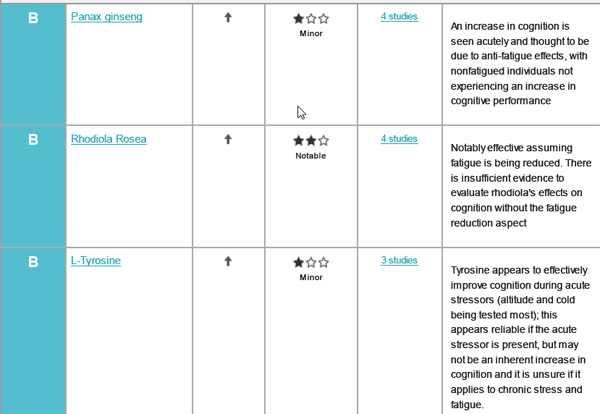 B
Panax ginseng
Minor
4 studies
An increase in cognition is
seen acutely and thought to be
due to anti-fatigue effects, with
nonfatigued individuals not
experiencing an increase in
cognitive performance
B
Rhodiola Rosea
Notable
4 studies
Notably effective assuming
fatigue is being reduced. There
is insufficient evidence to
evaluate rhodiola's effects on
cognition without the fatigue
reduction aspect
B
L-Tyrosine
Minor
3 studies
Tyrosine appears to effectively
improve cognition during acute
stressors (altitude and cold
being tested most); this
appears reliable if the acute
stressor is present, but may
not be an inherent increase in
cognition and it is unsure if it
applies to chronic stress and
fatigue.